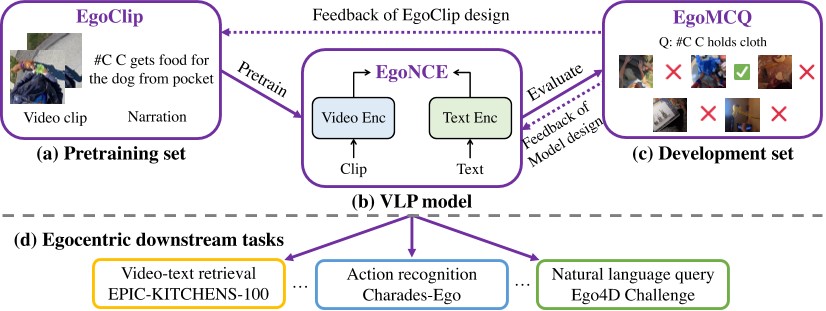 EgoClip
#C C gets food for
the dog from pocket
Video clip
Narration
(a) Pretraining set
Feedback of EgoClip design
Pretrain
EgoNCE
Video Enc
Text Enc
Clip
Text
(b) VLP model
Evaluate
Feedback of
Model design
EgoMCQ
Q: #C C holds cloth
(c) Development set
(d) Egocentric downstream tasks
Video-text retrieval
EPIC-KITCHENS-100
...
Action recognition
Charades-Ego
...
Natural language query
Ego4D Challenge